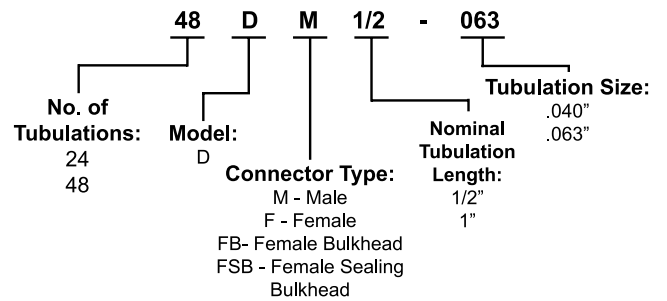 48 D M 1/2 - 063
No. of
Tubulations:
24
48
Model:
D
Connector Type:
M - Male
F - Female
FB- Female Bulkhead
FSB - Female Sealing
Bulkhead
Nominal
Tubulation
Length:
1/2”
1”
Tubulation Size:
.040”
.063”